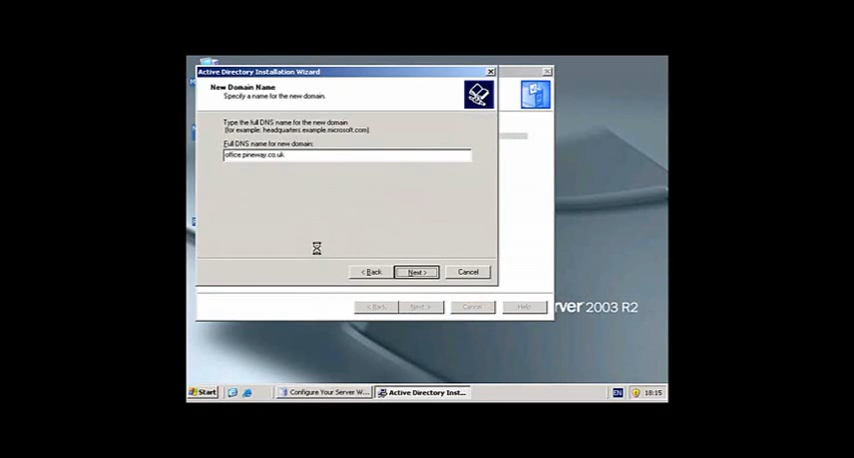 Active Directory Installation Wizard
New Domain Name
Specify a name for the new domain.
Type the full DNS name for the new domain
(for example: headquarters.example.microsoft.com).
Full DNS name for new domain:
office.pineway.co.uk
< Back
Next >
Cancel
< Back
Next >
Cancel
Help
rver 2003 R2
Start
Configure Your Server W...
Active Directory Inst...
EN
18:15